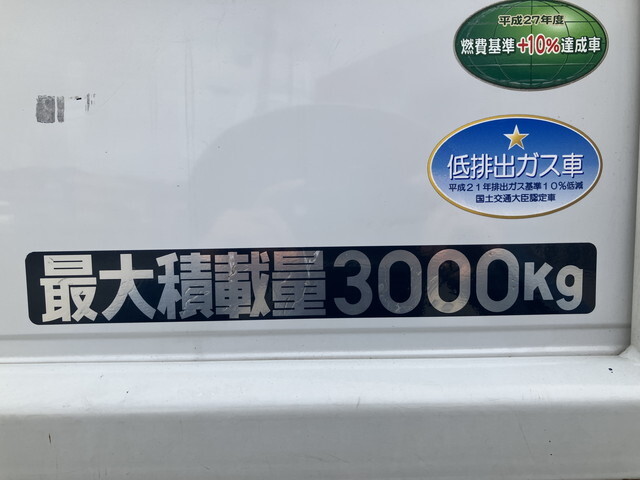 平成27年度
燃費基準+10%達成車
低排出ガス車
平成21年排出ガス基準10%低減
国土交通大臣認定車
最大積載量3000Kg